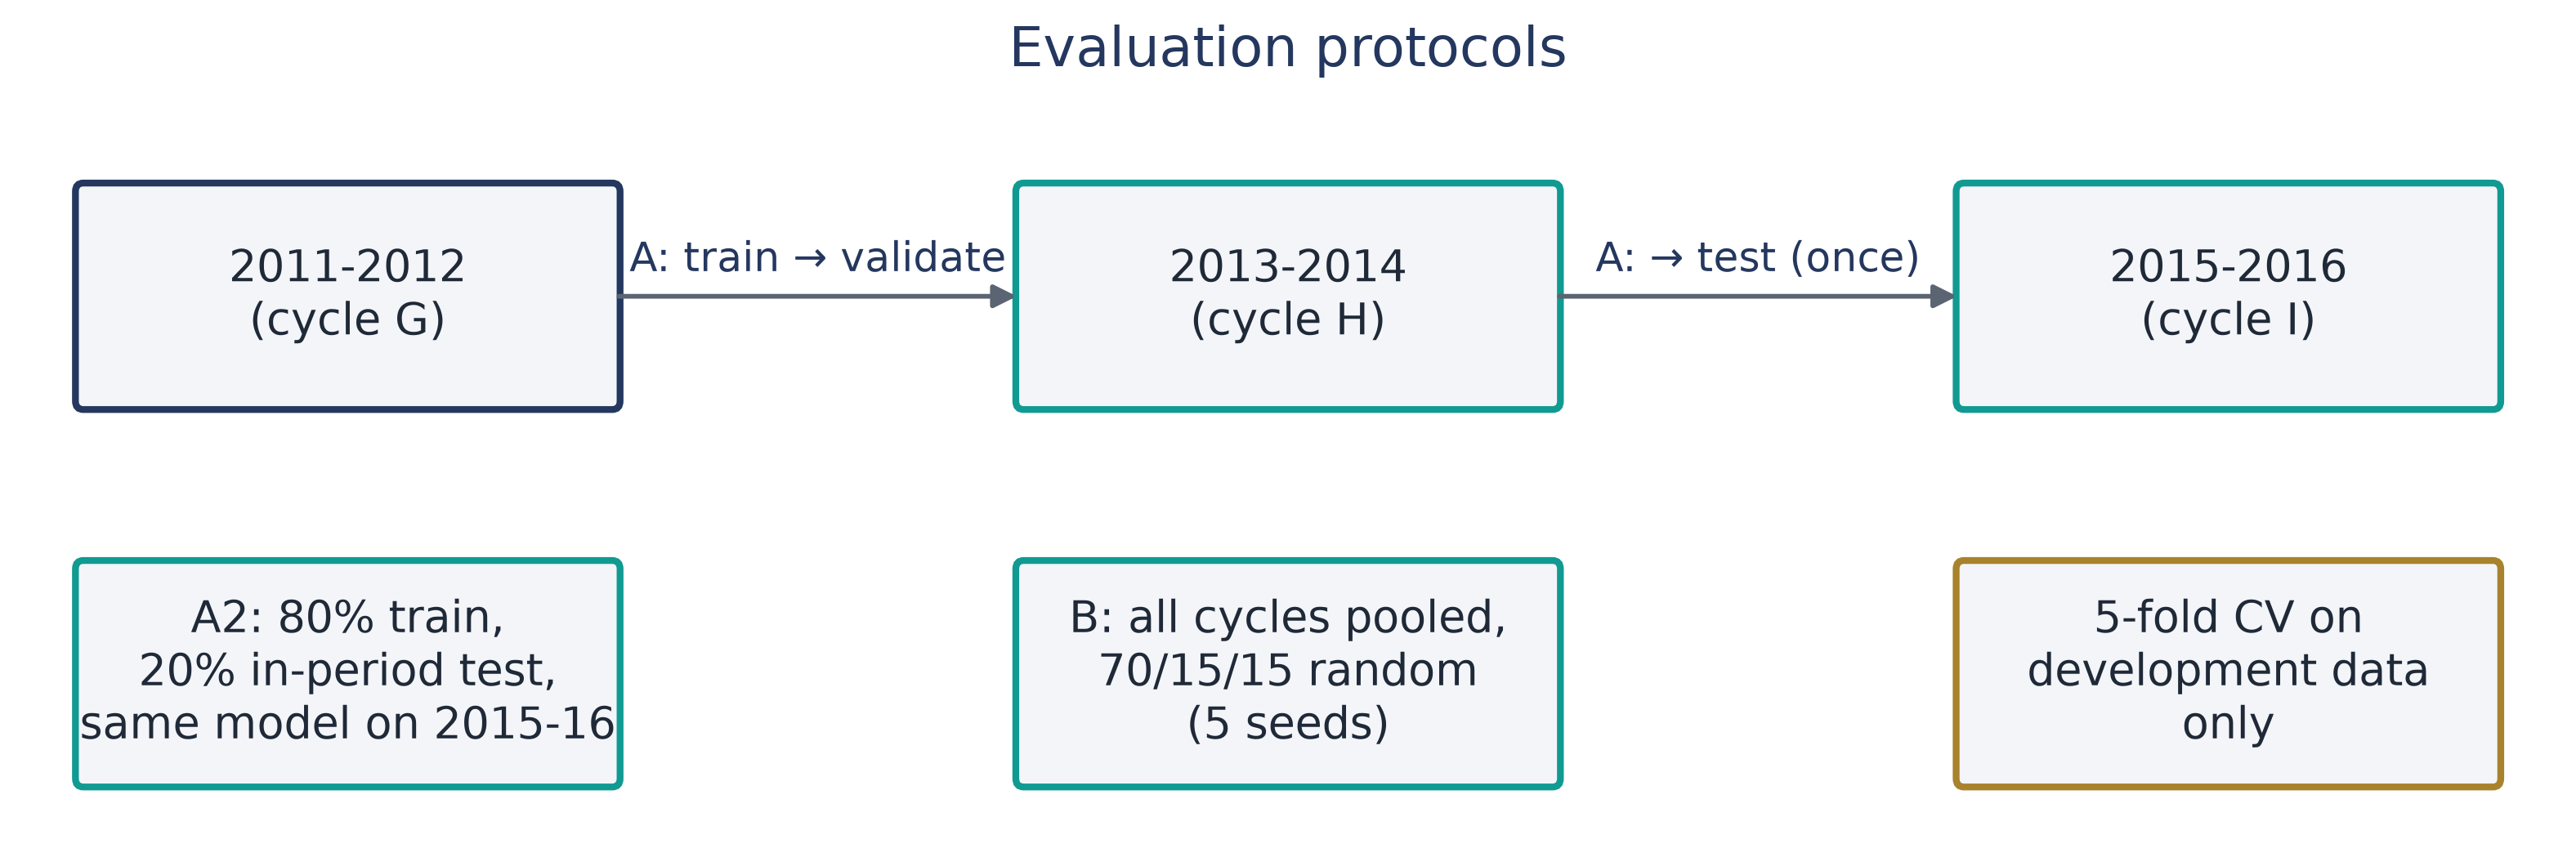 Evaluation protocols
2011-2012
(cycle G)
A: train → validate
2013-2014
(cycle H)
A: → test (once)
2015-2016
(cycle I)
A2: 80% train,
20% in-period test,
same model on 2015-16
B: all cycles pooled,
70/15/15 random
(5 seeds)
5-fold CV on
development data
only